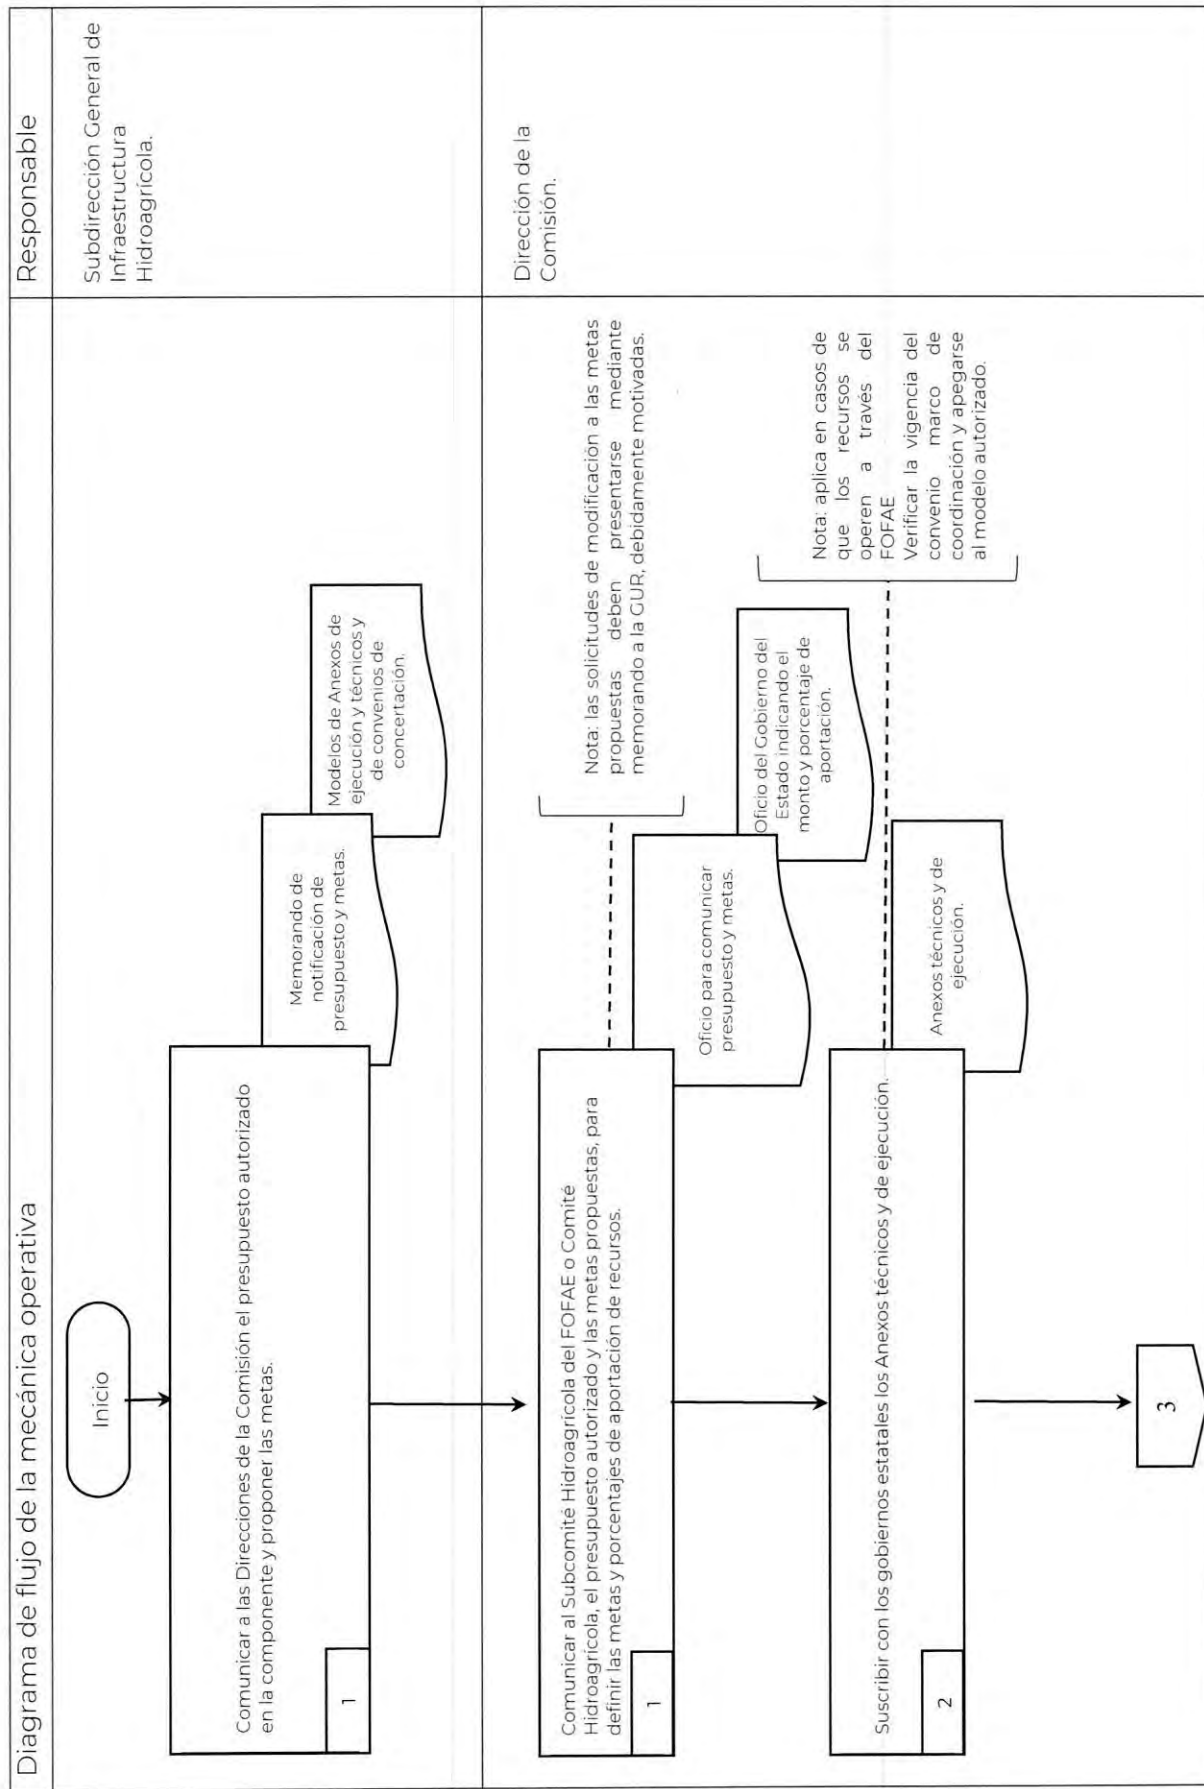 Diagrama de flujo de la mecánica operativa
Responsable
Inicio
Comunicar a las Direcciones de la Comisión el presupuesto autorizado
en la componente y proponer las metas.
1
Memorando de
notificación de
presupuesto y metas.
Modelos de Anexos de
ejecución y técnicos y
de convenios de
concertación.
Subdirección General de
Infraestructura
Hidroagrícola.
Comunicar al Subcomité Hidroagrícola del FOFAE o Comité
Hidroagrícola, el presupuesto autorizado y las metas propuestas, para
definir las metas y porcentajes de aportación de recursos.
1
Oficio para comunicar
presupuesto y metas.
Oficio del Gobierno del
Estado indicando el
monto y porcentaje de
aportación.
Nota: las solicitudes de modificación a las metas
propuestas deben presentarse mediante
memorando a la GUR, debidamente motivadas.
Dirección de la
Comisión.
Suscribir con los gobiernos estatales los Anexos técnicos y de ejecución.
2
Anexos técnicos y de
ejecución.
Nota: aplica en casos de
que los recursos se
operen a través del
FOFAE
Verificar la vigencia del
convenio marco de
coordinación y apegarse
al modelo autorizado.
3